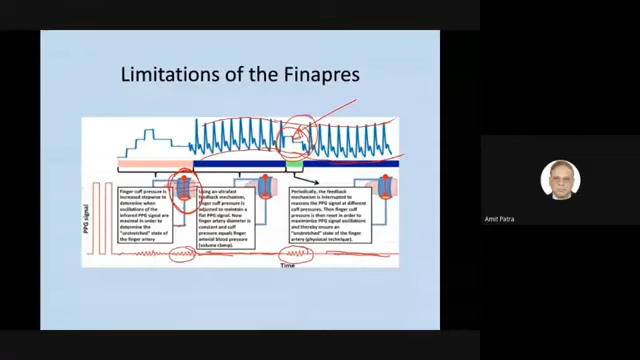 Limitations of the Finapres
Finger cuff pressure is
increased stepwise to
determine when
oscillations of the
infrared PPG signal are
maximal in order to
determine the
"unstretched" state of
the finger artery
Using an ultrafast
feedback mechanism,
finger cuff pressure is
adjusted to maintain a
flat PPG signal. Now
finger artery diameter is
constant and cuff
pressure equals finger
arterial blood pressure
(volume clamp).
Periodically, the feedback
mechanism is interrupted to
reassess the PPG signal at different
cuff pressures. Then finger cuff
pressure is then reset in order to
maximize PPG signal oscillations
and thereby ensure an
"unstretched" state of the finger
artery (physical technique).
PPG signal
Time
Amit Patra